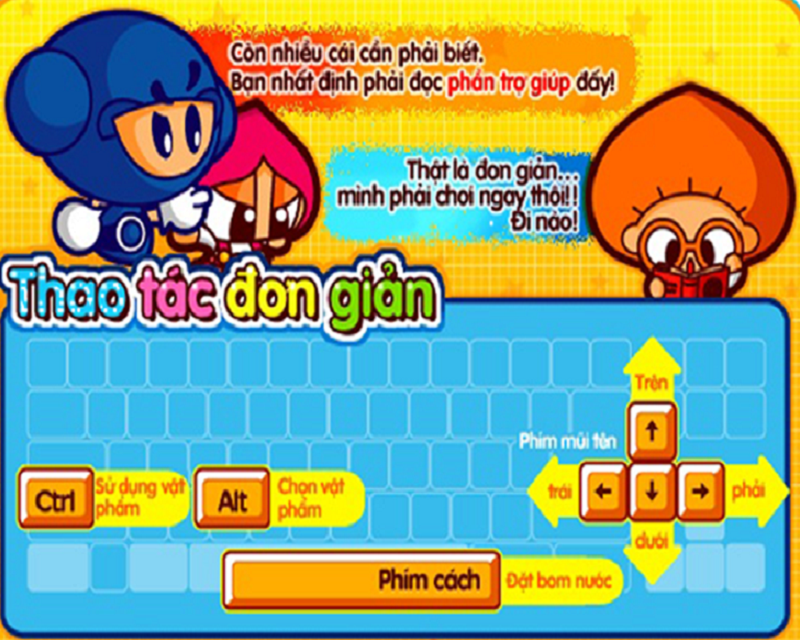 Còn nhiều cái cần phải biết.
Bạn nhất định phải đọc phần trợ giúp đấy!
Thật là đơn giản...
mình phải chơi ngay thôi!!
Đi nào!
Thao tác đơn giản
Trên
Phím mũi tên
Ctrl
Sử dụng vật
phẩm
Alt
Chọn vật
phẩm
trái
phải
dưới
Phím cách
Đặt bom nước